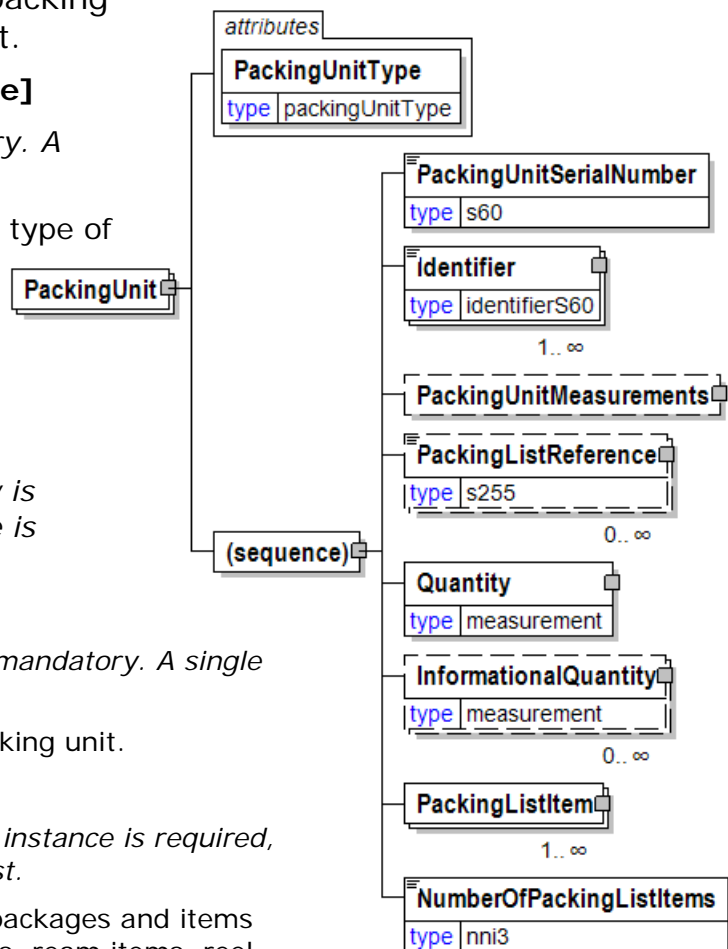 packing
t.
e]
ry. A
type of
y is
e is
mandatory. A single
king unit.
instance is required,
st.
packages and items
attributes
PackingUnitType
type packingUnitType
PackingUnit
(sequence)
PackingUnitSerialNumber
type s60
Identifier
type identifierS60
1.. ∞
PackingUnitMeasurements
PackingListReference
type s255
0.. ∞
Quantity
type measurement
InformationalQuantity
type measurement
0.. ∞
PackingListItem
1.. ∞
NumberOfPackingListItems
type nni3